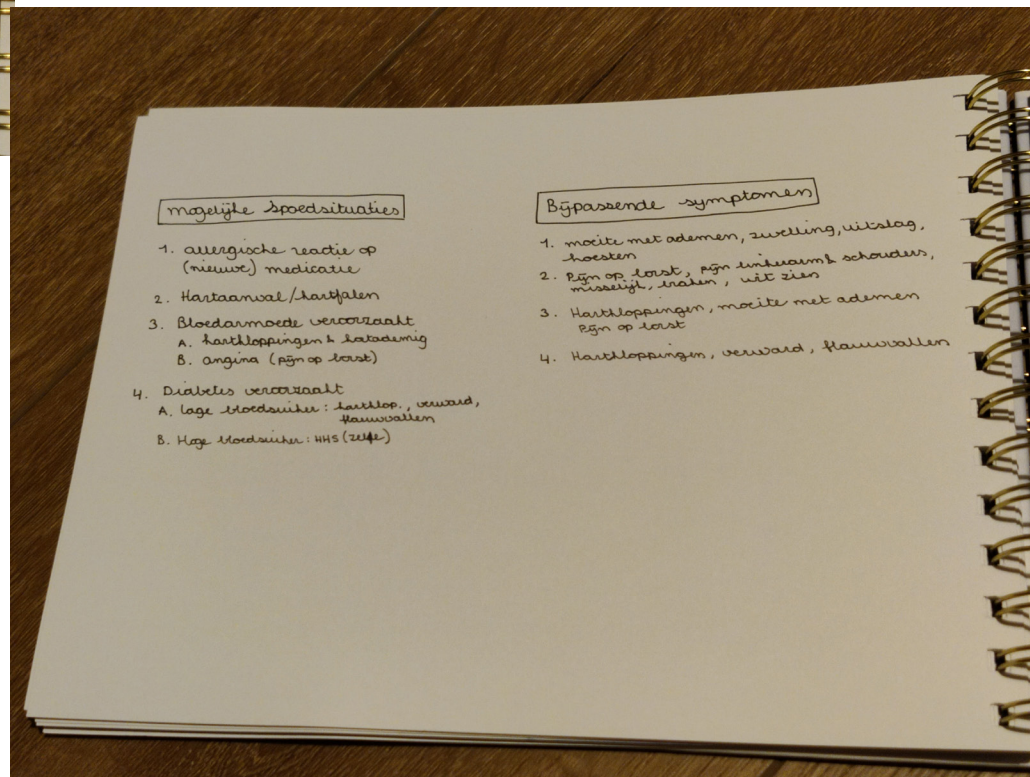 mogelijke spoedsituaties
1. allergische reactie op
(nieuwe) medicatie
2. Hartaanval/hartfalen
3. Bloedarmoede veroorzaakt
A. hartkloppingen & kortademig
B. angina (pijn op borst)
4. Diabetes veroorzaakt
A. lage bloedsuiker: hartklop., verward,
flauwvallen
B. Hoge bloedsuiker: HHS
Bijpassende symptomen
1. moeite met ademen, zwelling, uitslag,
hoesten
2. Pijn op borst, pijn linkerarm & schouders,
misselijk, braken, wit zien
3. Hartkloppingen, moeite met ademen
Pijn op borst
4. Hartkloppingen, verward, flauwvallen